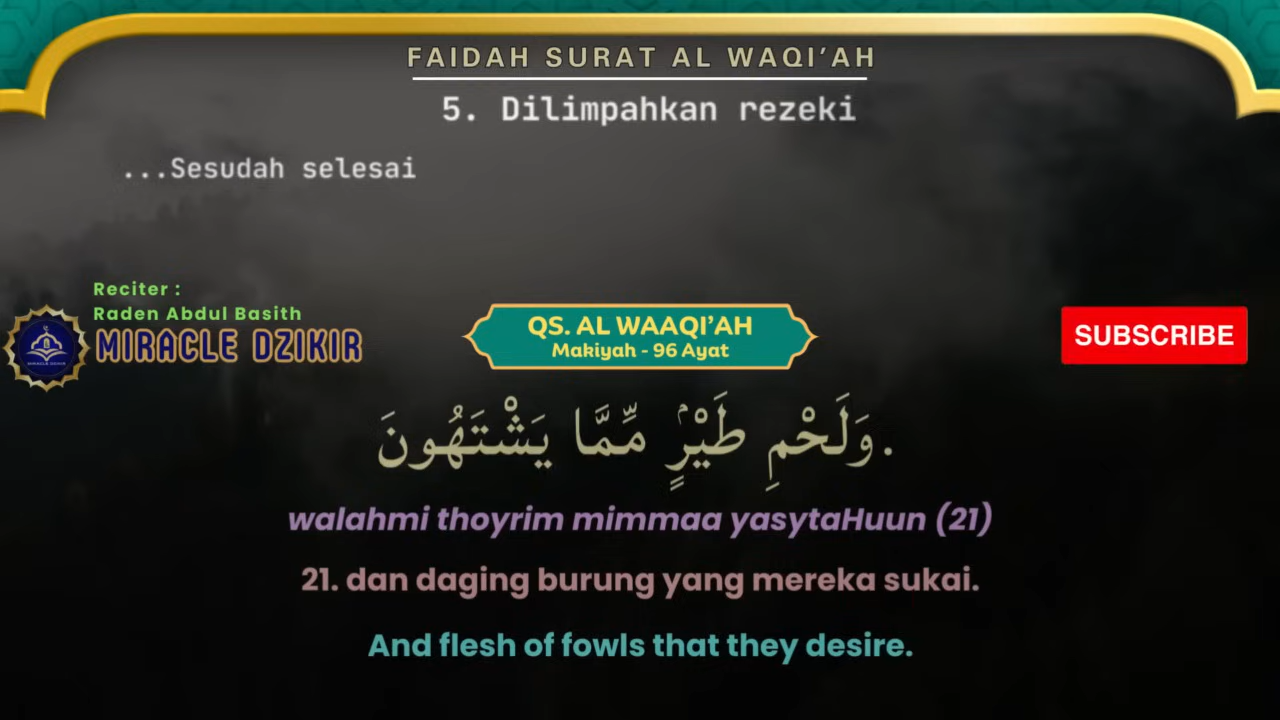 FAIDAH SURAT AL WAQI’AH
5. Dilimpahkan rezeki
...Sesudah selesai
Reciter :
Raden Abdul Basith
MIRACLE DZIKIR
QS. AL WAAQI’AH
Makiyah - 96 Ayat
SUBSCRIBE
وَلَحْمِ طَيْرٍۢ مِّمَّا يَشْتَهُونَ.
walahmi thoyrim mimmaa yasytaHuun (21)
21. dan daging burung yang mereka sukai.
And flesh of fowls that they desire.